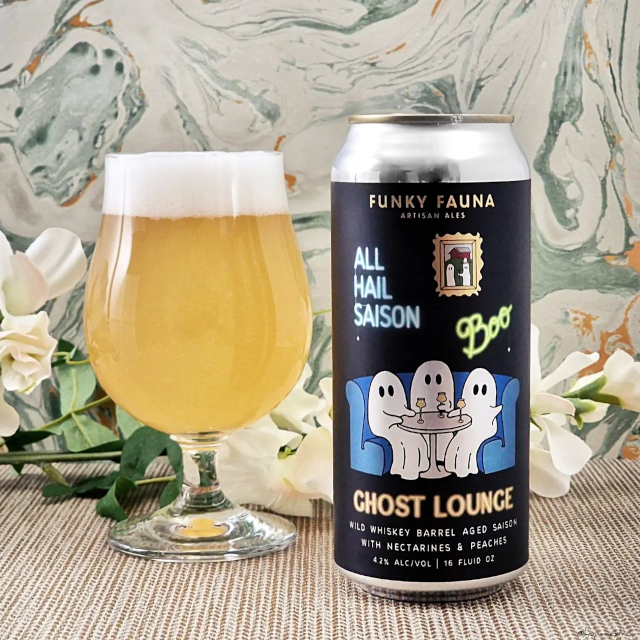 FUNKY FAUNA
ARTISAN ALES
ALL
HAIL
SAISON
Boo
GHOST LOUNGE
WILD WHISKEY BARREL AGED SAISON
WITH NECTARINES & PEACHES
4.2% ALC/VOL | 16 FLUID OZ